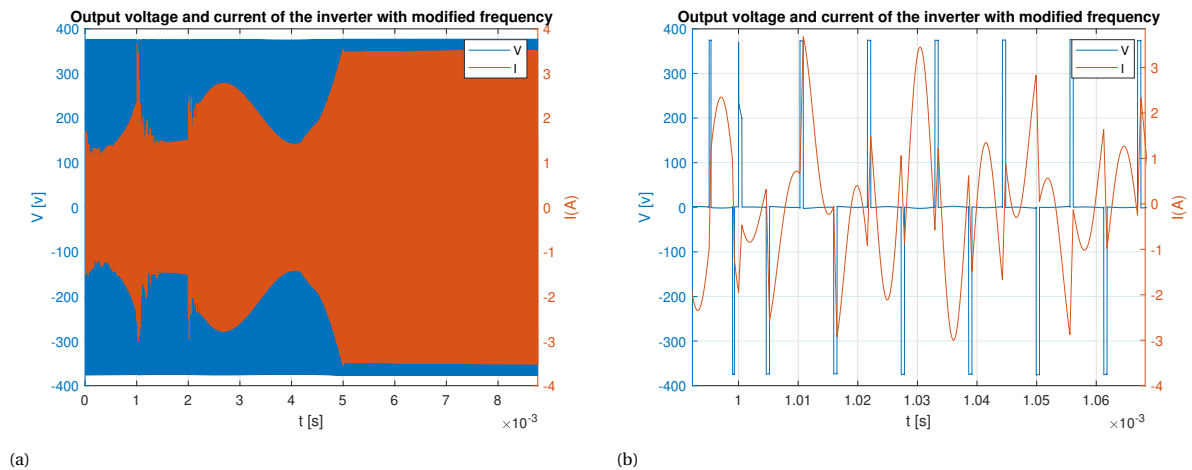 Output voltage and current of the inverter with modified frequency
400
300
200
100
0
-100
-200
-300
-400
V [v]
4
3
2
1
0
-1
-2
-3
-4
I(A)
V
I
0 1 2 3 4 5 6 7 8
t [s]
×10-3
(a)
Output voltage and current of the inverter with modified frequency
400
300
200
100
0
-100
-200
-300
-400
V [v]
3
2
1
0
-1
-2
-3
-4
I(A)
V
I
1 1.01 1.02 1.03 1.04 1.05 1.06
t [s]
×10-3
(b)